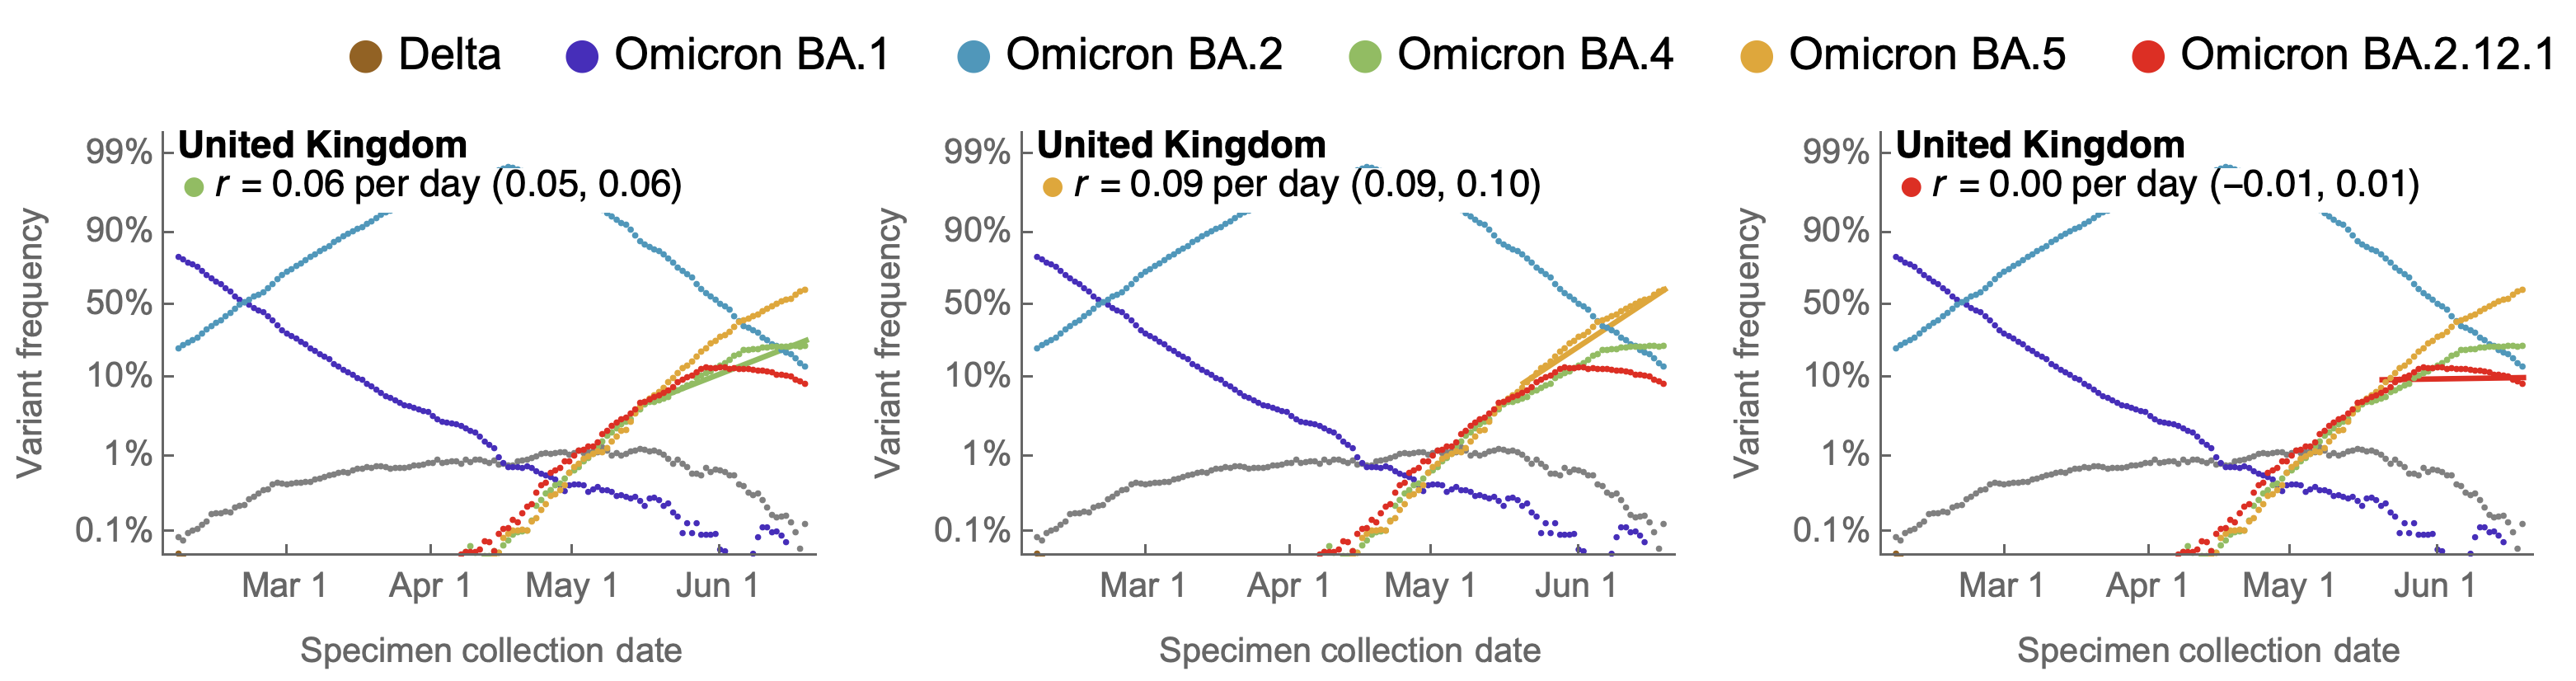 Delta Omicron BA.1 Omicron BA.2 Omicron BA.4 Omicron BA.5 Omicron BA.2.12.1
United Kingdom
r = 0.06 per day (0.05, 0.06)
99%
90%
50%
10%
1%
0.1%
Variant frequency
Mar 1 Apr 1 May 1 Jun 1
Specimen collection date
United Kingdom
r = 0.09 per day (0.09, 0.10)
99%
90%
50%
10%
1%
0.1%
Variant frequency
Mar 1 Apr 1 May 1 Jun 1
Specimen collection date
United Kingdom
r = 0.00 per day (–0.01, 0.01)
99%
90%
50%
10%
1%
0.1%
Variant frequency
Mar 1 Apr 1 May 1 Jun 1
Specimen collection date